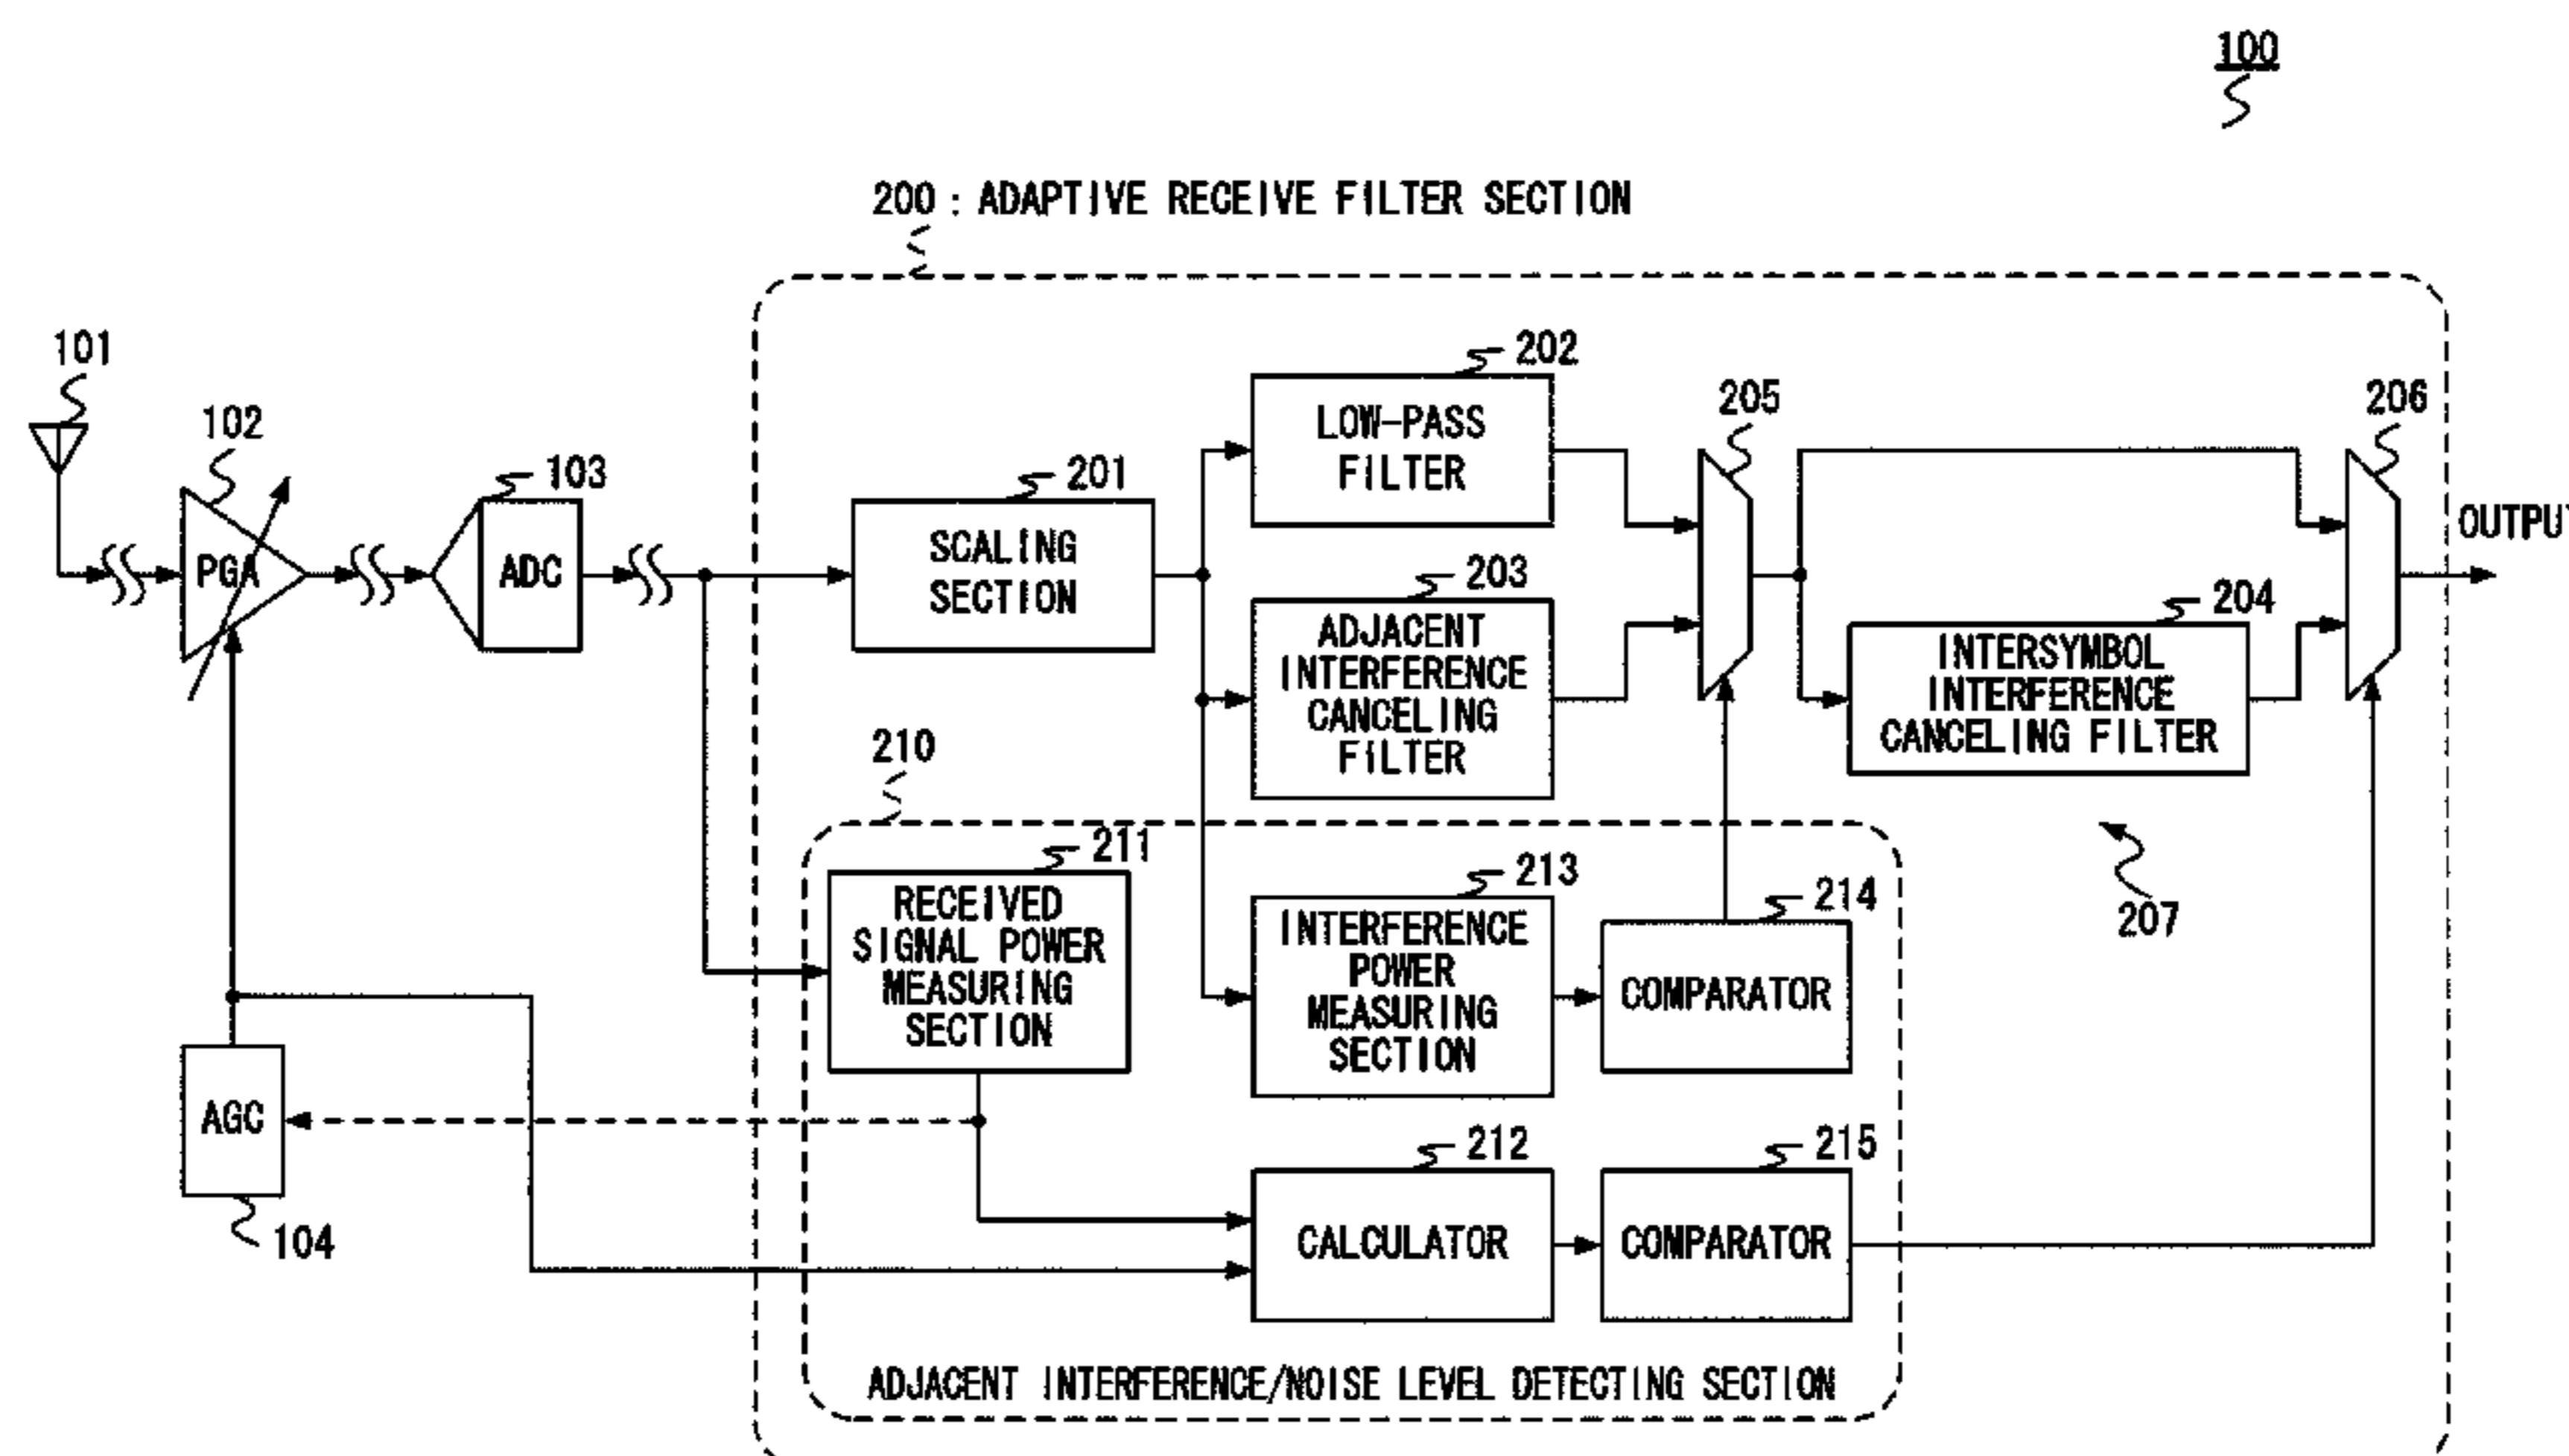 100
200 : ADAPTIVE RECEIVE FILTER SECTION
101
102
103
PGA
ADC
201
SCALING
SECTION
202
LOW-PASS
FILTER
203
ADJACENT
INTERFERENCE
CANCELING
FILTER
205
206
OUTPUT
204
INTERSYMBOL
INTERFERENCE
CANCELING FILTER
207
210
211
RECEIVED
SIGNAL POWER
MEASURING
SECTION
213
INTERFERENCE
POWER
MEASURING
SECTION
214
COMPARATOR
AGC
104
212
CALCULATOR
215
COMPARATOR
ADJACENT INTERFERENCE/NOISE LEVEL DETECTING SECTION